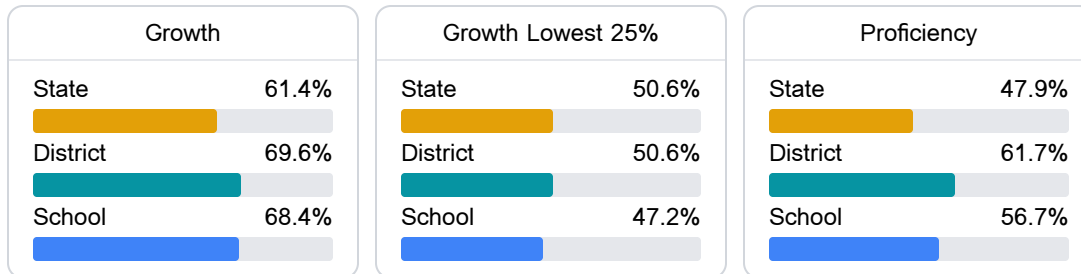 Growth
State 61.4%
District 69.6%
School 68.4%
Growth Lowest 25%
State 50.6%
District 50.6%
School 47.2%
Proficiency
State 47.9%
District 61.7%
School 56.7%